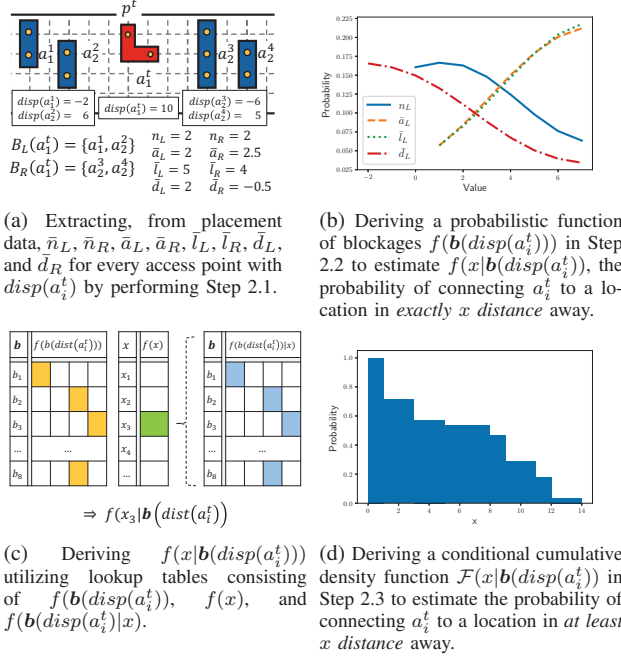 p^t
a_1^1
a_2^2
a_1^t
a_2^3
a_2^4
disp(a_1^1) = −2
disp(a_2^2) = 6
disp(a_1^t) = 10
disp(a_2^3) = −6
disp(a_2^4) = 5
B_L(a_1^t) = {a_1^1, a_2^2}
B_R(a_1^t) = {a_2^3, a_2^4}
n_L = 2 n_R = 2
ā_L = 2 ā_R = 2.5
l̄_L = 5 l̄_R = 4
d̄_L = 2 d̄_R = −0.5
(a) Extracting, from placement
data, n̄_L, n̄_R, ā_L, ā_R, l̄_L, l̄_R, d̄_L,
and d̄_R for every access point with
disp(a_i^t) by performing Step 2.1.
0.225
0.200
0.175
0.150
0.125
0.100
0.075
0.050
0.025
Probability
n_L
ā_L
l̄_L
d̄_L
−2 0 2 4 6
Value
(b) Deriving a probabilistic function
of blockages f(b(disp(a_i^t))) in Step
2.2 to estimate f(x|b(disp(a_i^t)), the
probability of connecting a_i^t to a lo-
cation in exactly x distance away.
b f(b(dist(a_i^t))) x f(x) b f(b(dist(a_i^t))|x)
b_1 x_1 b_1
b_2 x_2 b_2
b_3 x_3 b_3
... ... x_4 ... ...
b_8 ... b_8
⇒ f(x_3|b(dist(a_i^t))
(c) Deriving f(x|b(disp(a_i^t)))
utilizing lookup tables consisting
of f(b(disp(a_i^t)), f(x), and
f(b(disp(a_i^t)|x).
1.0
0.8
0.6
0.4
0.2
0.0
Probability
0 2 4 6 8 10 12 14
x
(d) Deriving a conditional cumulative
density function F(x|b(disp(a_i^t)) in
Step 2.3 to estimate the probability of
connecting a_i^t to a location in at least
x distance away.